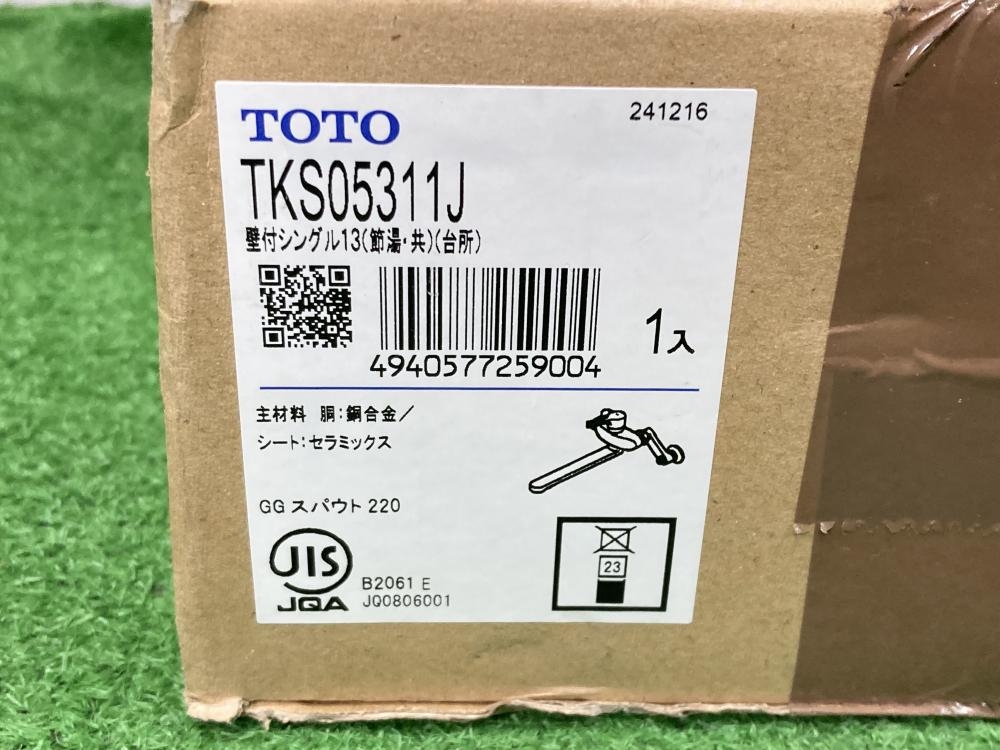 TOTO
241216
TKS05311J
壁付シングル13(節湯・共)(台所)
4940577259004
1入
主材料 胴:銅合金/
シート:セラミックス
GG スパウト 220
JIS
JQA
B2061 E
JQ0806001
23